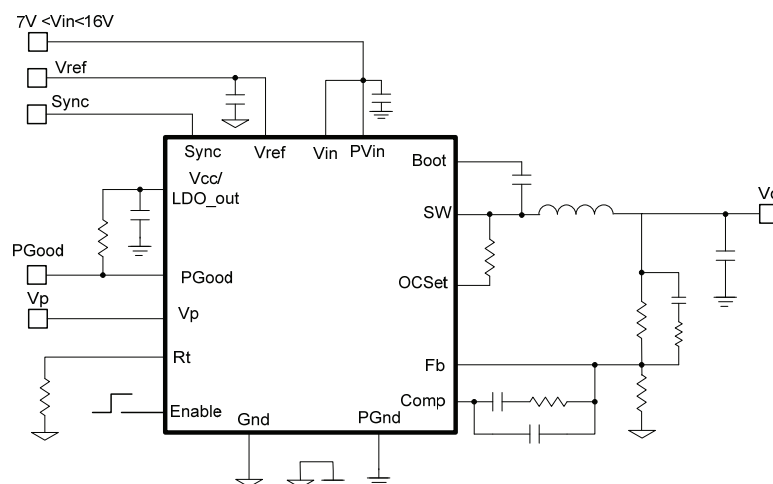 7V <Vin<16V
Vref
Sync
Sync
Vref
Vin
PVin
Boot
Vcc/
LDO_out
SW
PGood
PGood
OCSet
Vp
Vp
Rt
Fb
Comp
Enable
Gnd
PGnd